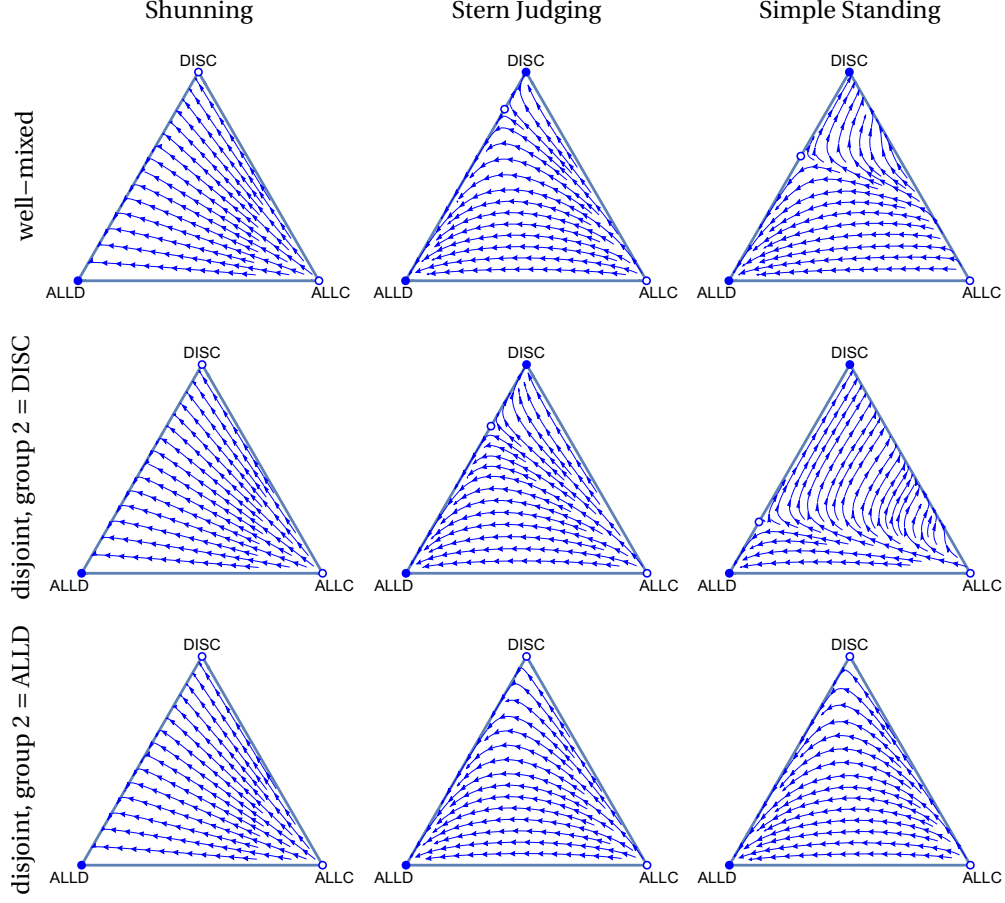 Shunning
Stern Judging
Simple Standing
well−mixed
DISC
ALLD
ALLC
DISC
ALLD
ALLC
DISC
ALLD
ALLC
disjoint, group 2 = DISC
DISC
ALLD
ALLC
DISC
ALLD
ALLC
DISC
ALLD
ALLC
disjoint, group 2 = ALLD
DISC
ALLD
ALLC
DISC
ALLD
ALLC
DISC
ALLD
ALLC